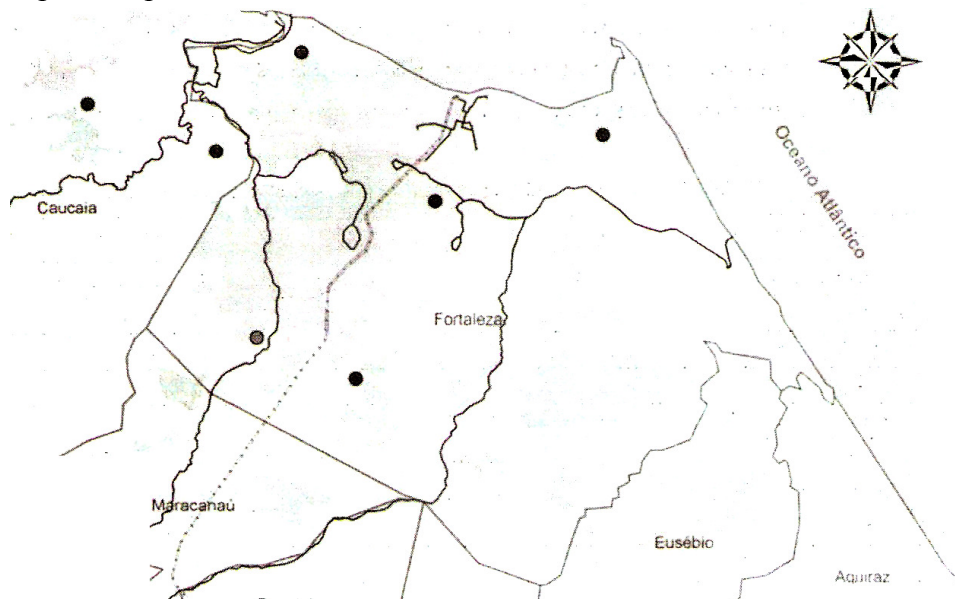 Oceano Atlântico
Caucaia
Fortaleza
Maracanaú
Eusébio
Aquiraz